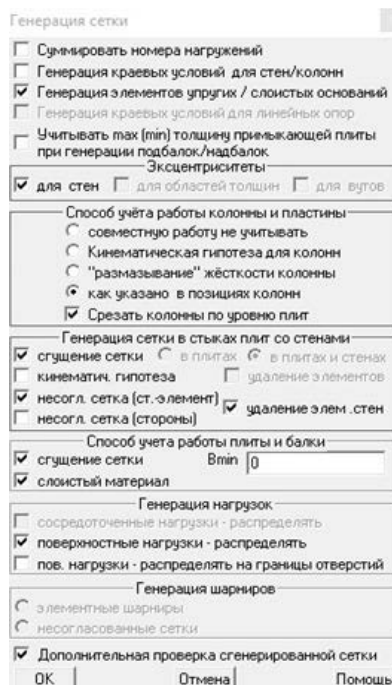 Генерация сетки
Суммировать номера нагружений
Генерация краевых условий для стен/колонн
Генерация элементов упругих / слоистых оснований
Генерация краевых условий для линейных опор
Учитывать max (min) толщину примыкающей плиты
при генерации подбалок/надбалок
Эксцентриситеты
для стен для областей толщин для вутов
Способ учёта работы колонны и пластины
совместную работу не учитывать
Кинематическая гипотеза для колонн
"размазывание" жёсткости колонны
как указано в позициях колонн
Срезать колонны по уровню плит
Генерация сетки в стыках плит со стенами
сгущение сетки в плитах в плитах и стенах
кинематич. гипотеза удаление элементов
несогл. сетка (ст.-элемент) удаление элем .стен
несогл. сетка (стороны)
Способ учета работы плиты и балки
сгущение сетки Bmin 0
слоистый материал
Генерация нагрузок
сосредоточенные нагрузки - распределять
поверхностные нагрузки - распределять
пов. нагрузки - распределять на границы отверстий
Генерация шарниров
элементные шарниры
несогласованные сетки
Дополнительная проверка сгенерированной сетки
OK Отмена Помощь